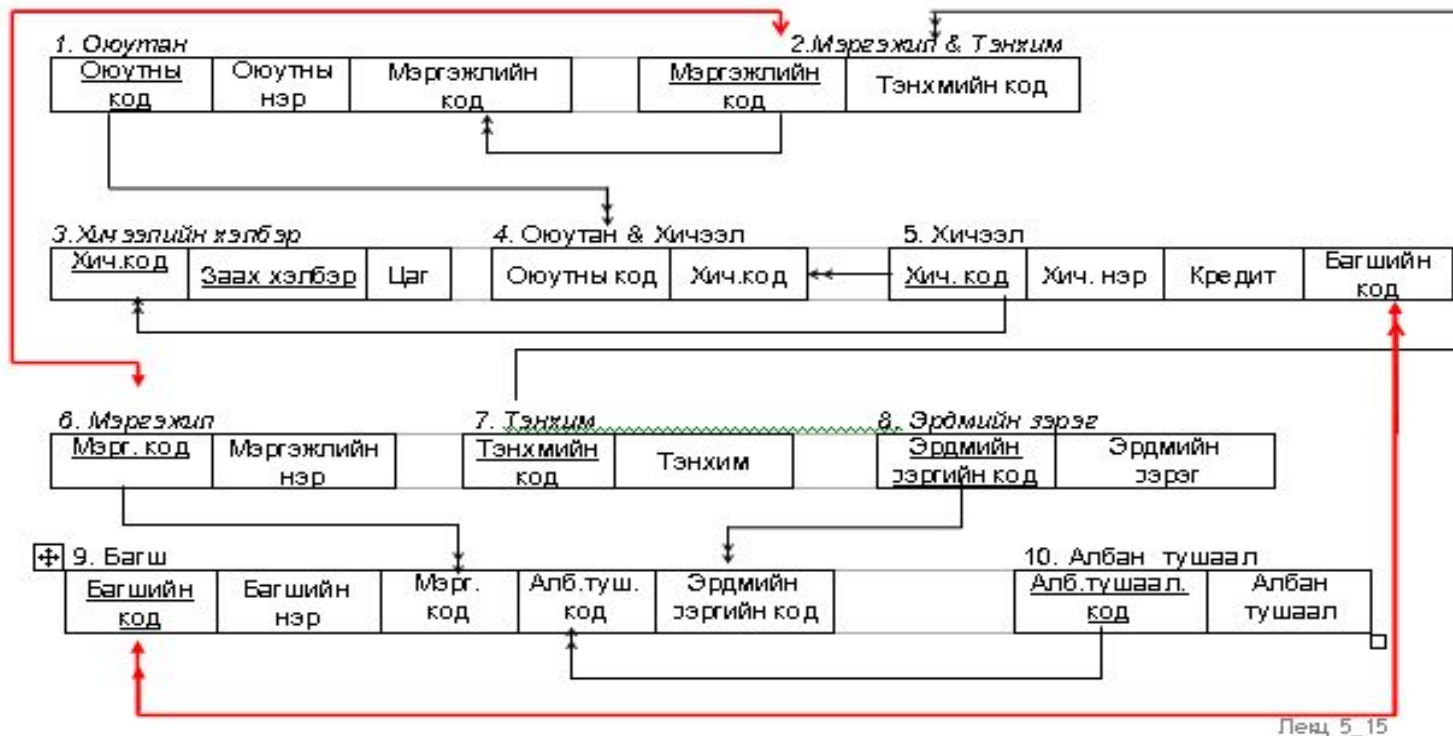 1. Оюутан
2.Мэргэжил & Тэнхим
Оюутны код
Оюутны нэр
Мэргэжлийн код
Мэргэжлийн код
Тэнхмийн код
3.Хичээлийн хэлбэр
4. Оюутан & Хичээл
5. Хичээл
Хич.код
Заах хэлбэр
Цаг
Оюутны код
Хич.код
Хич. код
Хич. нэр
Кредит
Багшийн код
6. Мэргэжил
7. Тэнхим
8. Эрдмийн зэрэг
Мэрг. код
Мэргэжлийн нэр
Тэнхмийн код
Тэнхим
Эрдмийн зэргийн код
Эрдмийн зэрэг
9. Багш
10. Албан тушаал
Багшийн код
Багшийн нэр
Мэрг. код
Алб.туш. код
Эрдмийн зэргийн код
Алб.тушаал. код
Албан тушаал
Лекц 5_15